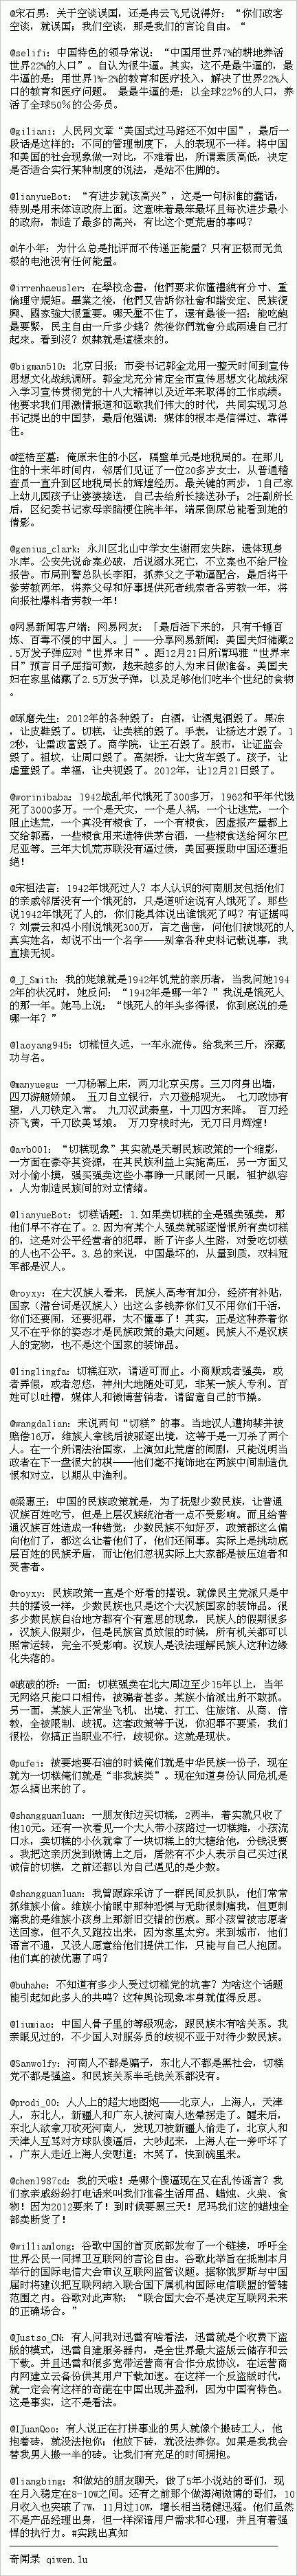 @宋石男：关于空谈误国，还是冉云飞兄说得好：“你们政客
空谈，就误国；我们空谈，那是我们的言论自由。“
@selifi：中国特色的领导常说：“中国用世界7%的耕地养活
世界22%的人口”。自认为很牛逼。其实，这不是最牛逼的，最
牛逼的是：用世界1%-2%的教育和医疗投入，解决了世界22%人
口的教育和医疗问题。 最最牛逼的是：以全球22%的人口，养
活了全球50%的公务员。
@giliani：人民网文章“美国式过马路还不如中国”，最后一
段话是这样的：不同的管理制度下，人的表现不一样。将中国
和美国的社会现象做一对比，不难看出，所谓素质高低，决定
是否适合实行某种制度的说法，是站不住脚的。
@lianyueBot：“有进步就该高兴”，这是一句标准的蠢话，
特别是用来体谅政府上面。这意味着最笨最坏且每次进步最小
的政府，制造了最多的高兴，有比这个更荒唐的事吗？
@许小年：为什么总是批评而不传递正能量？只有正极而无负
极的电池没有任何能量。
@irrenhaeusler：在學校念書，他們要求你懂禮貌有分寸、重
倫理守規矩。畢業之後，他們又告訴你社會和諧安定、民族復
興、國家強大很重要。哪天壓不住了，還有最後一招：能吃飽
最要緊，民主自由一斤多少錢？然後你們就會分成兩邊自己打
起來。看到没？奴隸就是這樣來的。
@bigman510：北京日报：市委书记郭金龙用一整天时间到宣传
思想文化战线调研。郭金龙充分肯定全市宣传思想文化战线深
入学习宣传贯彻党的十八大精神以及近年来取得的工作成绩。
他要求我们用激情报道和讴歌我们伟大的时代，共同实现习总
书记提出的中国梦，最后他强调：媒体的根本是信得过、靠得
住。
@桎梏至墓：俺原来住的小区，隔壁单元是地税局的。在那儿
住的十来年时间内，邻居们见证了一位20多岁女士，从普通稽
查员一直升到区地税局长的辉煌经历。最关键的两步，1自己家
上幼儿园孩子让婆婆接送，自己去给所长接送孙子；2任副所长
后，区纪委书记家母亲脑梗住院半年，端屎倒尿总能看到她的
倩影。
@genius_clark：永川区北山中学女生谢雨宏失踪，遗体现身
水库。公安先说命案必破，后说溺水死亡，不立案也不给尸检
报告。市局刑警总队长李阳，抓养父之子勒逼配合，最后将干
爹劳教两年，将养父母和好事提供死者线索者各劳教一年，将
向报社爆料者劳教一年！
@网易新闻客户端：网易网友：「最后活下来的，只有千锤百
炼、百毒不侵的中国人。」——分享网易新闻：美国夫妇储藏2
.5万发子弹应对“世界末日”。距12月21日所谓玛雅“世界末
日”预言日子屈指可数，越来越多的人为末日做准备。美国夫
妇在家里储藏了2.5万发子弹，以及足够他们吃半个世纪的食物
。
@琢磨先生：2012年的各种毁了：白酒，让酒鬼酒毁了。果冻
，让皮鞋毁了。切糕，让卖糕的毁了。手表，让杨达才毁了。1
2秒，让雷政富毁了。商学院，让王石毁了。股市，让证监会
毁了。祖坟，让周口毁了。高架桥，让大货车毁了。孩子，让
虐童毁了。幸福，让央视毁了。2012年，让12月21日毁了。
@worinibaba：1942战乱年代饿死了300多万，1962和平年代饿
死了3000多万。一个是天灾，一个是人祸，一个让逃荒，一个
阻止逃荒，一个真没有粮食了，一个有粮食，因虚报产量都上
交给郭嘉，一些粮食用来造特供茅台酒，一些粮食送给阿尔巴
尼亚等。三年大饥荒苏联没有逼过债，美国要援助中国还遭拒
绝！
@宋祖法言：1942年饿死过人？本人认识的河南朋友包括他们
的亲戚邻居没有一个饿死的，只是道听途说有人饿死了。那些
说1942年饿死了人的，你们能具体说出谁饿死了吗？有证据吗
？刘震云和冯小刚说饿死300万，言之凿凿，问他们被饿死的人
真实姓名，却说不出一个名字——别拿各种史料记载说事，我
直接无视。
@_J_Smith：我的姥娘就是1942年饥荒的亲历者，当我问她194
2年的状况时，她反问：“1942年是哪一年？”我说是饿死人
的那一年。她马上说：“饿死人的年头多得很，你到底说的是
哪一年？”
@laoyang945：切糕恒久远，一车永流传。给我来三斤，深藏
功与名。
@manyuegu：一刀杨幂上床，两刀北京买房。三刀肉身出墙，
四刀游艇娇娘。 五刀自立银行，六刀登船观光。 七刀政协有
望，八刀铁定入常。 九刀汉武秦皇，十刀四方来降。 百刀经
济飞黄，千刀欧美骂娘。 万刀穿梭时光，无刀日月辉煌！
@avb001：“切糕现象”其实就是天朝民族政策的一个缩影，
一方面在豪夺其资源，在其民族利益上实施高压，另一方面又
对小偷小摸，强买强卖这些小事睁一只眼闭一只眼，袒护纵容
，人为制造民族间的对立情绪。
@lianyueBot：切糕话题：1.如果卖切糕的全是强卖强卖，那
他们早不存在了。2.因为有某个人强卖就驱逐憎恨所有卖切糕
的，这是对公平经营者的犯罪，断了许多人生路，对爱吃切糕
的人也不公平。3.总的来说，中国最坏的，从量到质，双料冠
军都是汉人。
@royxy：在大汉族人看来，民族人高考有加分，经济有补贴，
国家（潜台词是汉族人）出这么多钱养你们又不用你们干活，
你们还要闹，还要犯罪，太不懂事了！其实，正是这种养着你
又不在乎你的姿态才是民族政策的最大问题。民族人不是汉族
人的宠物，也不是这个国家的装饰品。
@linglingfa：切糕狂欢，请适可而止。小商贩或者强卖，或
者弄假，或者忽悠，神州大地随处可见，非某一族人专利。百
姓可以吐槽，媒体人和微博营销者，请留意自己的节操。
@wangdalian：来说两句“切糕”的事。当地汉人遭拘禁并被
赔偿16万，维族人拿钱后被驱逐出境，这等于是一刀杀了两个
人。在一个所谓法治国家，上演如此荒唐的闹剧，只能说明当
政者在下一盘很大的棋——他们毫不掩饰地在两族中间制造仇
恨和对立，以期从中渔利。
@梁惠王：中国的民族政策就是，为了抚慰少数民族，让普通
汉族百姓吃亏，但是上层汉族统治者一点不受影响。而且给普
通汉族百姓造成一种错觉：少数民族不知好歹，政策都这么偏
向他们了，都这么让着他们了，他们还闹事。实际上是挑动底
层百姓的民族矛盾，而让他们忽视实际上大家都是被压迫者和
受害者。
@royxy：民族政策一直是个好看的摆设。就像民主党派只是中
共的摆设一样，少数民族也只是这个大汉族国家的装饰品。很
多少数民族自治地方都有个有意思的现象，民族人的假期很多
，汉族人假期少，但是民族官员放假的时候，所有机关都可以
照常运转，完全不受影响。汉族人是没法理解民族人这种边缘
化失落的。
@破破的桥：一面：切糕强卖在北大周边至少15年以上，当年
无网络只能口口相传，被骗者甚多。某族小偷派出所不敢抓。
另一面，某族人正常坐飞机、出境、打工、住旅馆、从商、信
教，全被限制、歧视。这套政策等于说，你犯罪不要紧，我们
很松，你搞正当职业不行，歧视你。这就是现状。
@pufei：被要地要石油的时候俺们就是中华民族一份子，现在
就为一切糕俺们就是“非我族类”。现在知道身份认同危机是
怎么搞出来的了。
@shangguanluan：一朋友街边买切糕，2两半，着实就只收了
他10元。还有一次看见一个大人带小孩路过一切糕摊，小孩流
口水，卖切糕的小伙就拿了一块切糕上的大樓给他，分钱没要
。我把这亲历发到微博上之后，居然有不少人表示自己买过很
诚信的切糕，之前还都以为自己遇见的是少数。
@shangguanluan：我曾跟踪采访了一群民间反扒队，他们常常
抓维族小偷。维族小偷眼中那种恐惧与无助很刺痛我，但更刺
痛我的是维族小孩身上那新旧交错的伤痕。那小孩曾被志愿者
送回家，但不久又跑拉出来，因为家里太穷。来到城市，他们
语言不通，又没人愿意给他们提供工作，只能与自己人抱团。
他们真的被优惠了吗？
@buhahe：不知道有多少人受过切糕党的坑害？为啥这个话题
能引起如此多人的共鸣？这种舆论现象本身就值得反思。
@liumiao：中国人骨子里的等级观念，跟民族木有啥关系。我
亲眼见过的，不少国人对服务员的歧视不亚于对待少数民族。
@Sanwolfy：河南人不都是骗子，东北人不都是黑社会，切糕
党不都是强盗。和民族关系半毛钱关系都没有。
@prodi_OO：人人上的超大地图炮——北京人，上海人，天津
人，东北人，新疆人和广东人被河南人迷晕拐走了。醒来后，
东北人欲拿刀砍死河南人，发现刀被新疆人偷走了，北京人和
天津人互骂对方球队傻逼后，大吵起来，上海人在一旁吓坏了
，广东人走近上海人安慰道：木哭了，快到碗里来。
@chen1987cd：我的天啦！是哪个傻逼现在又在乱传谣言？我
们家亲戚纷纷打电话来叫我们准备生活用品、蜡烛、火柴、食
物！因为2012要来了！到时候要黑三天！尼玛我们这的蜡烛全
部卖断货了！
@williamlong：谷歌中国的首页底部发布了一个链接，呼吁全
世界公民一同捍卫互联网的言论自由。谷歌此举旨在抵制本月
举行的国际电信大会审议互联网监管议题。据称俄罗斯与中国
届时将建议把互联网纳入联合国下属机构国际电信联盟的管辖
范围之内。谷歌对此声称：“联合国大会不是决定互联网未来
的正确场合。”
@Justso_CN：有人问我对迅雷有啥看法，迅雷就是个收费下盗
版的模式，迅雷自建服务器内，是全世界最大盗版云储存和云
下载。并且迅雷和很多宽带运营商有合作分成协议，在运营商
内网建立云备份供其用户下载加速。在这样一个反盗版时代，
就一定会有这样的奇葩在中国出现并盈利，因为中国有特色。
这是事实，这不是看法。
@IJuanQoo：有人说正在打拼事业的男人就像个搬砖工人，他
抱着砖，就没法抱你；他放下砖，就没法养你。如果是我我会
替我男人搬一半的砖。让我们有充足的时间拥抱。
@liangbing：和做站的朋友聊天，做了5年小说站的哥们，现
在月入稳定在8-10W之间。还有之前那个做海淘微博的哥们，10
月收入也突破了7W，11月过10W，增长相当稳健迅猛。他们虽然
不是产品经理出身，但一样深谙用户需求和心理，并且有着强
悍的执行力。#实践出真知
奇闻录 qiwen.lu